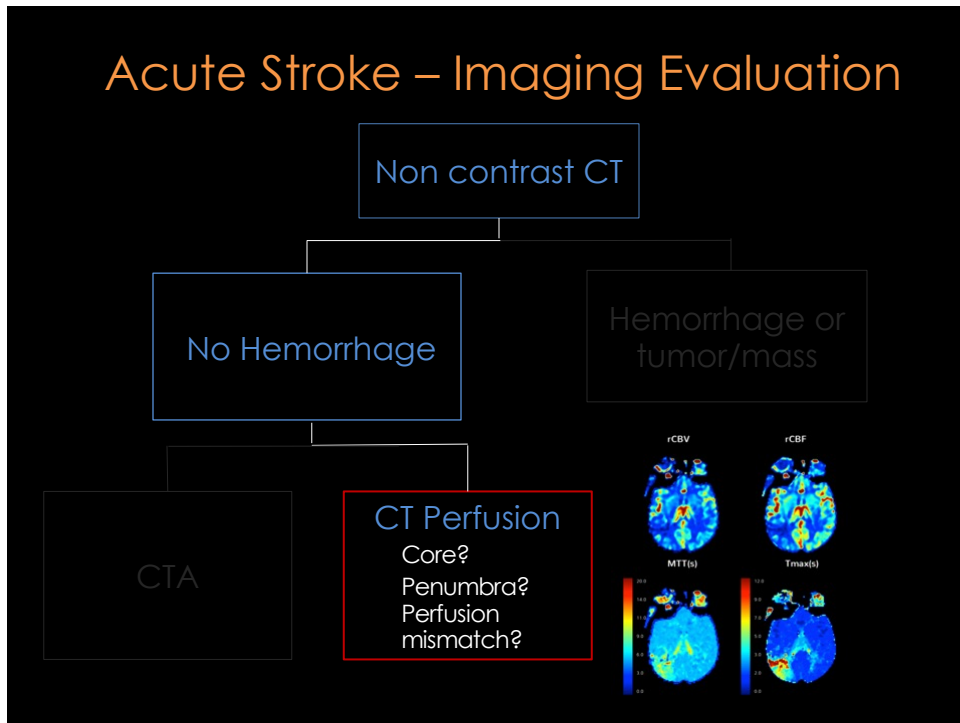 Acute Stroke – Imaging Evaluation
Non contrast CT
No Hemorrhage
Hemorrhage or
tumor/mass
CTA
CT Perfusion
Core?
Penumbra?
Perfusion
mismatch?
rCBV
rCBF
MTT(s)
Tmax(s)